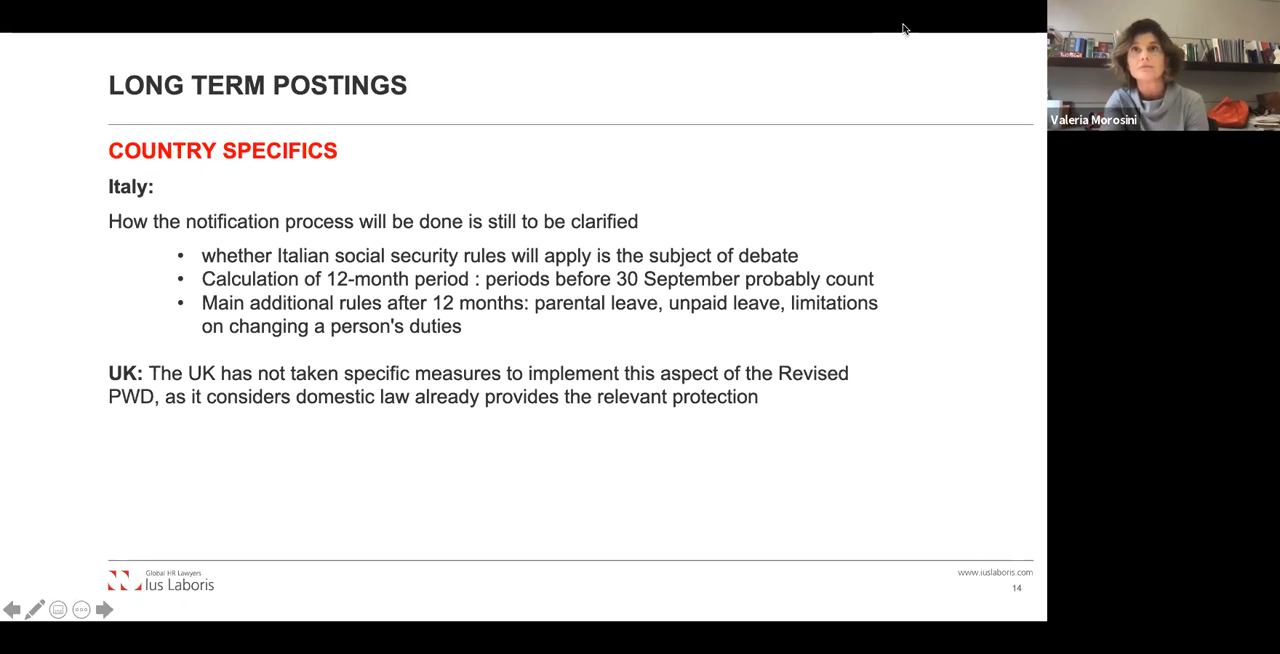 LONG TERM POSTINGS
COUNTRY SPECIFICS
Italy:
How the notification process will be done is still to be clarified
• whether Italian social security rules will apply is the subject of debate
• Calculation of 12-month period : periods before 30 September probably count
• Main additional rules after 12 months: parental leave, unpaid leave, limitations
on changing a person's duties
UK: The UK has not taken specific measures to implement this aspect of the Revised
PWD, as it considers domestic law already provides the relevant protection
Global HR Lawyers
Ius Laboris
www.iuslaboris.com
14
Valeria Morosini